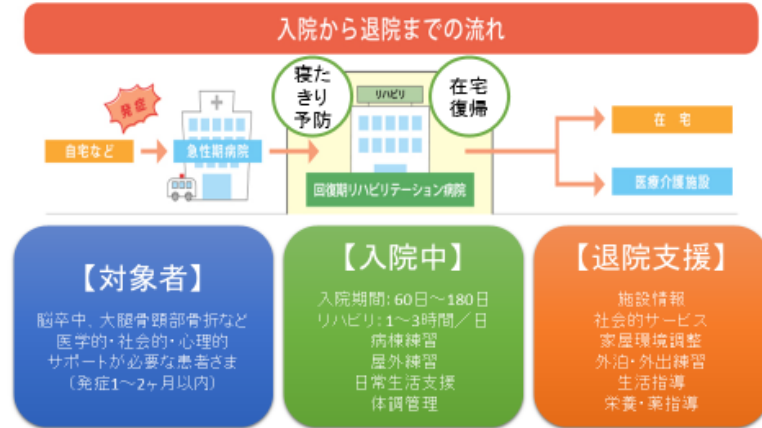 入院から退院までの流れ
発症
自宅など
急性期病院
寝た
きり
予防
リハビリ
在宅
復帰
回復期リハビリテーション病院
在 宅
医療介護施設
【対象者】
脳卒中、大腿骨頸部骨折など
医学的・社会的・心理的
サポートが必要な患者さま
(発症1～2ヶ月以内)
【入院中】
入院期間：60日～180日
リハビリ：1～3時間／日
病棟練習
屋外練習
日常生活支援
体調管理
【退院支援】
施設情報
社会的サービス
家屋環境調整
外泊・外出練習
生活指導
栄養・薬指導